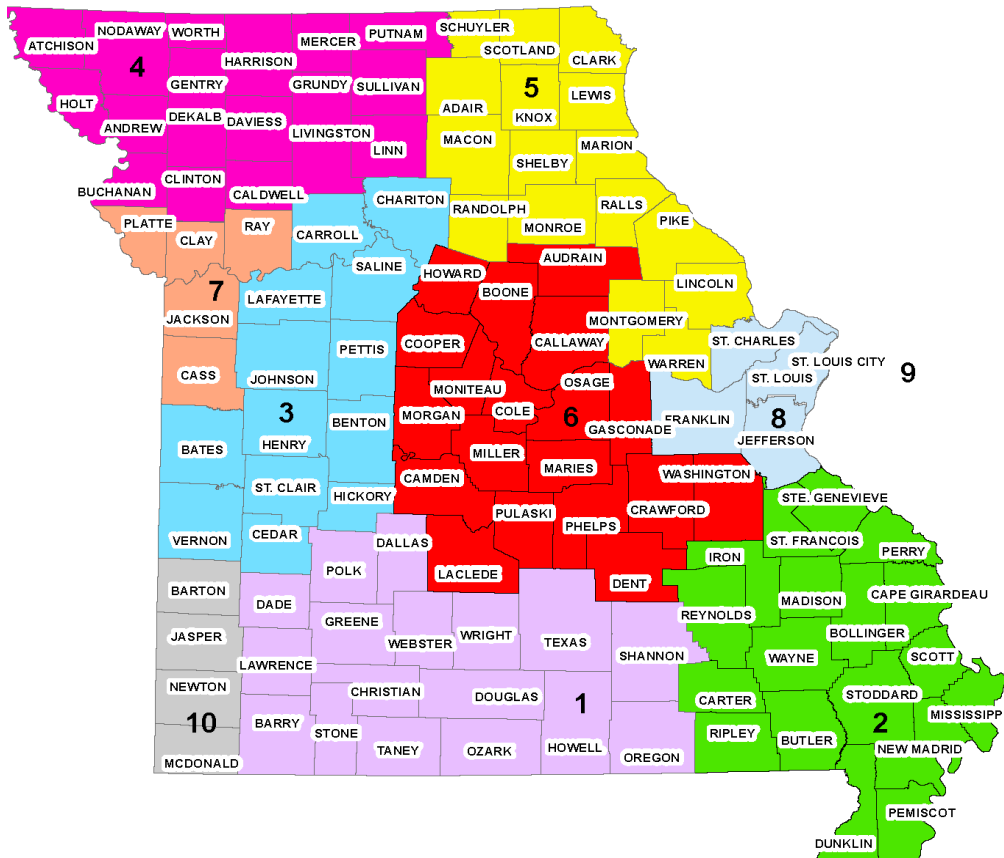 NODAWAY WORTH
ATCHISON
MERCER PUTNAM
SCHUYLER
SCOTLAND
CLARK
4
HARRISON
GENTRY
GRUNDY SULLIVAN
5
KNOX
LEWIS
HOLT
ADAIR
ANDREW DEKALB DAVIESS
LIVINGSTON
LINN
MACON
MARION
SHELBY
BUCHANAN
CLINTON
CALDWELL
CHARITON
RANDOLPH
MONROE
RALLS
PIKE
PLATTE
CLAY
RAY
CARROLL
SALINE
HOWARD
AUDRAIN
BOONE
LINCOLN
7
JACKSON
LAFAYETTE
MONTGOMERY
COOPER
CALLAWAY
WARREN
ST. CHARLES
ST. LOUIS CITY
ST. LOUIS
9
CASS
JOHNSON
PETTIS
MONITEAU
OSAGE
3
HENRY
BENTON
MORGAN
COLE
6
GASCONADE
FRANKLIN
8
JEFFERSON
BATES
MILLER
MARIES
WASHINGTON
ST. CLAIR
HICKORY
CAMDEN
PULASKI
PHELPS
CRAWFORD
STE. GENEVIEVE
VERNON
CEDAR
DALLAS
ST. FRANCOIS
PERRY
POLK
LACLEDE
DENT
IRON
BARTON
DADE
REYNOLDS
MADISON
CAPE GIRARDEAU
JASPER
GREENE
WEBSTER
WRIGHT
TEXAS
SHANNON
BOLLINGER
WAYNE
SCOTT
LAWRENCE
NEWTON
CHRISTIAN
DOUGLAS
1
CARTER
STODDARD
MISSISSIPP
10
BARRY
STONE
TANEY
OZARK
HOWELL
OREGON
RIPLEY
BUTLER
2
NEW MADRID
MCDONALD
PEMISCOT
DUNKLIN